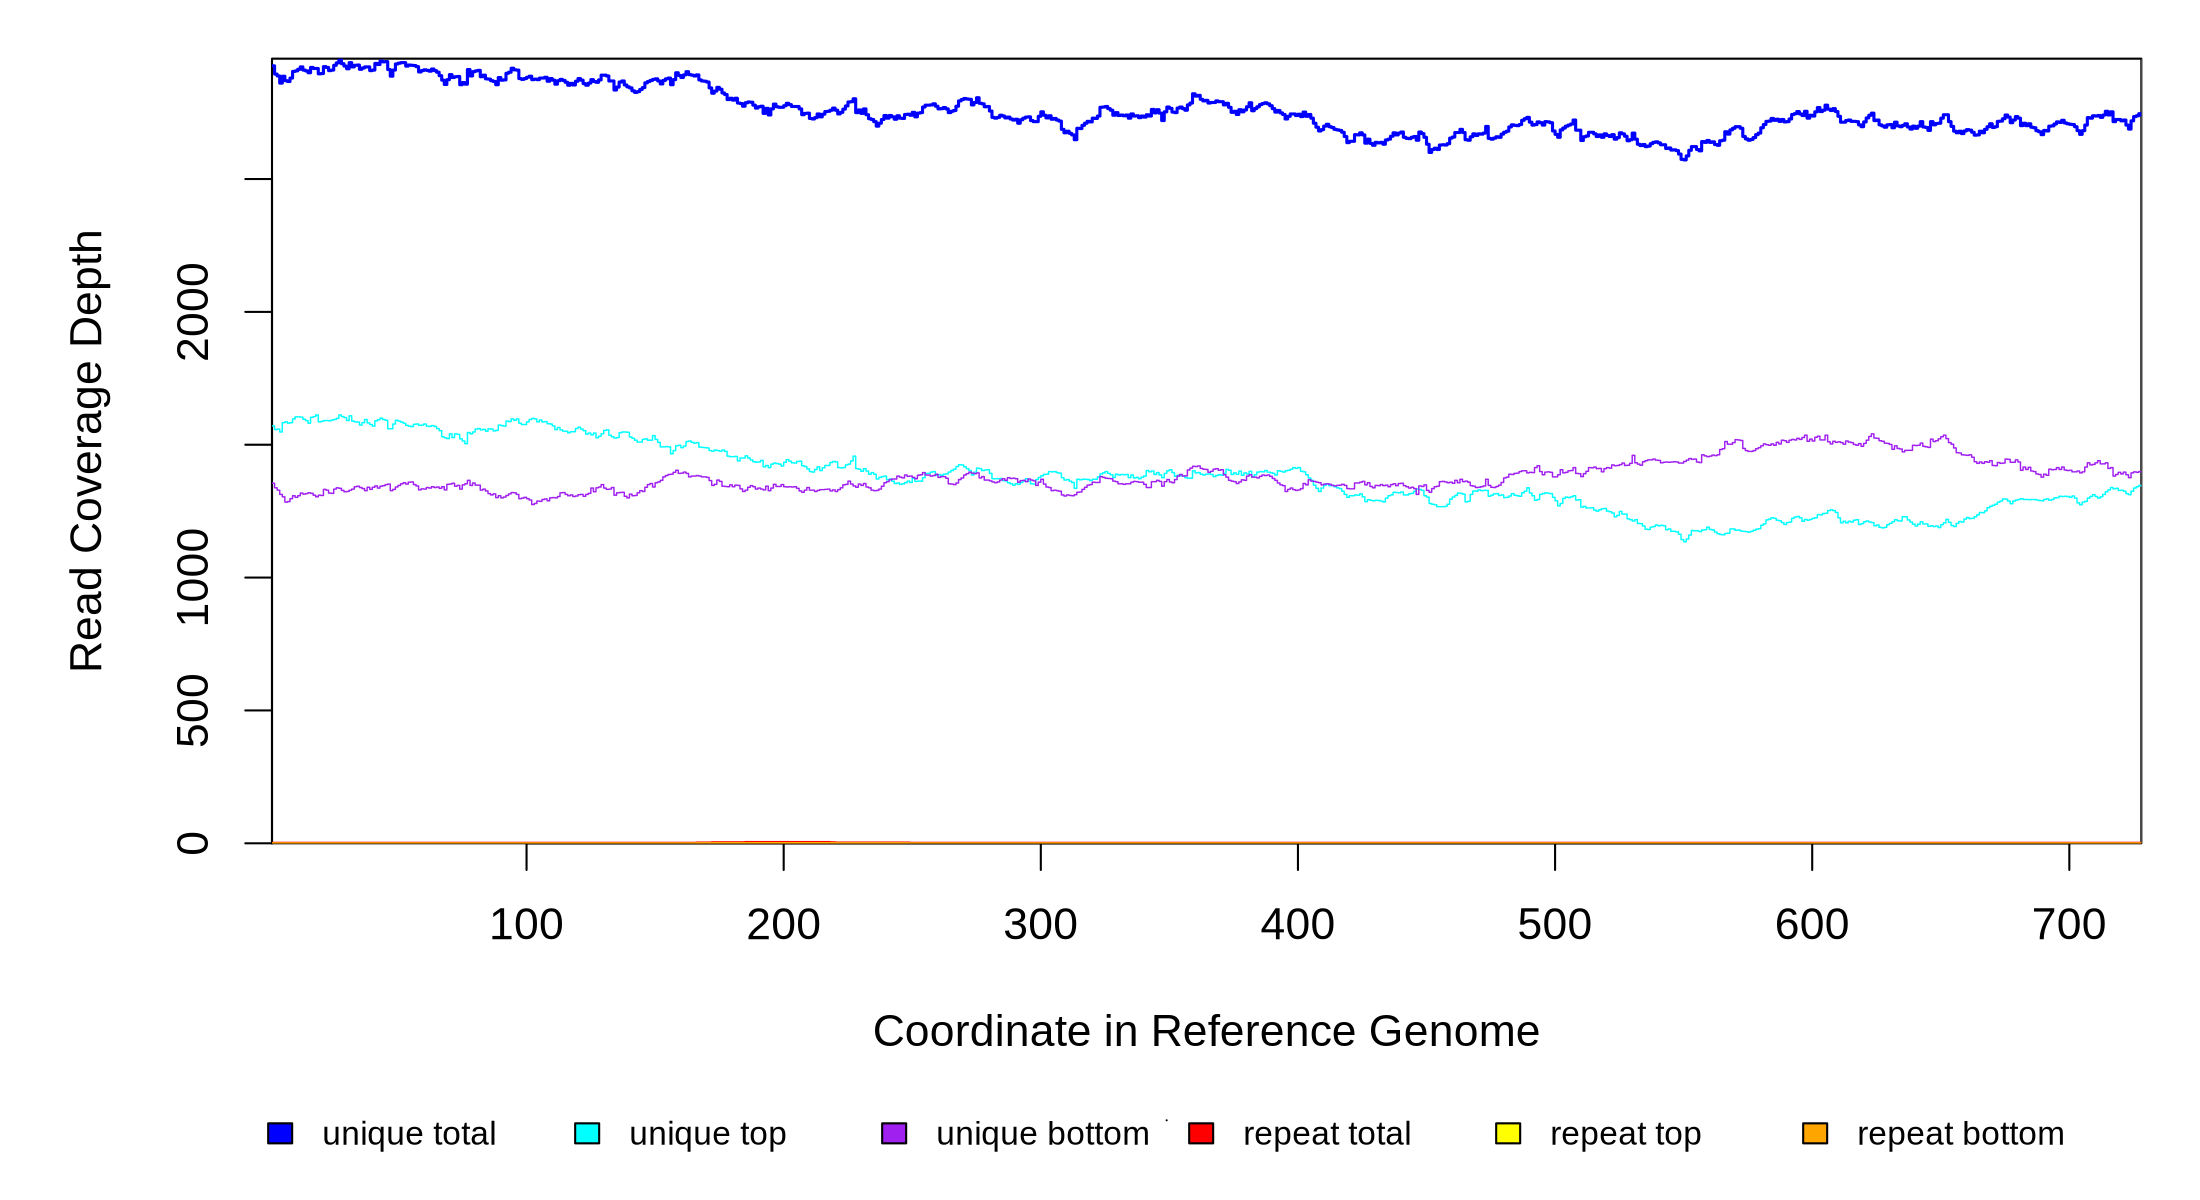 Read Coverage Depth
2000
1000
500
0
100 200 300 400 500 600 700
Coordinate in Reference Genome
unique total unique top unique bottom repeat total repeat top repeat bottom